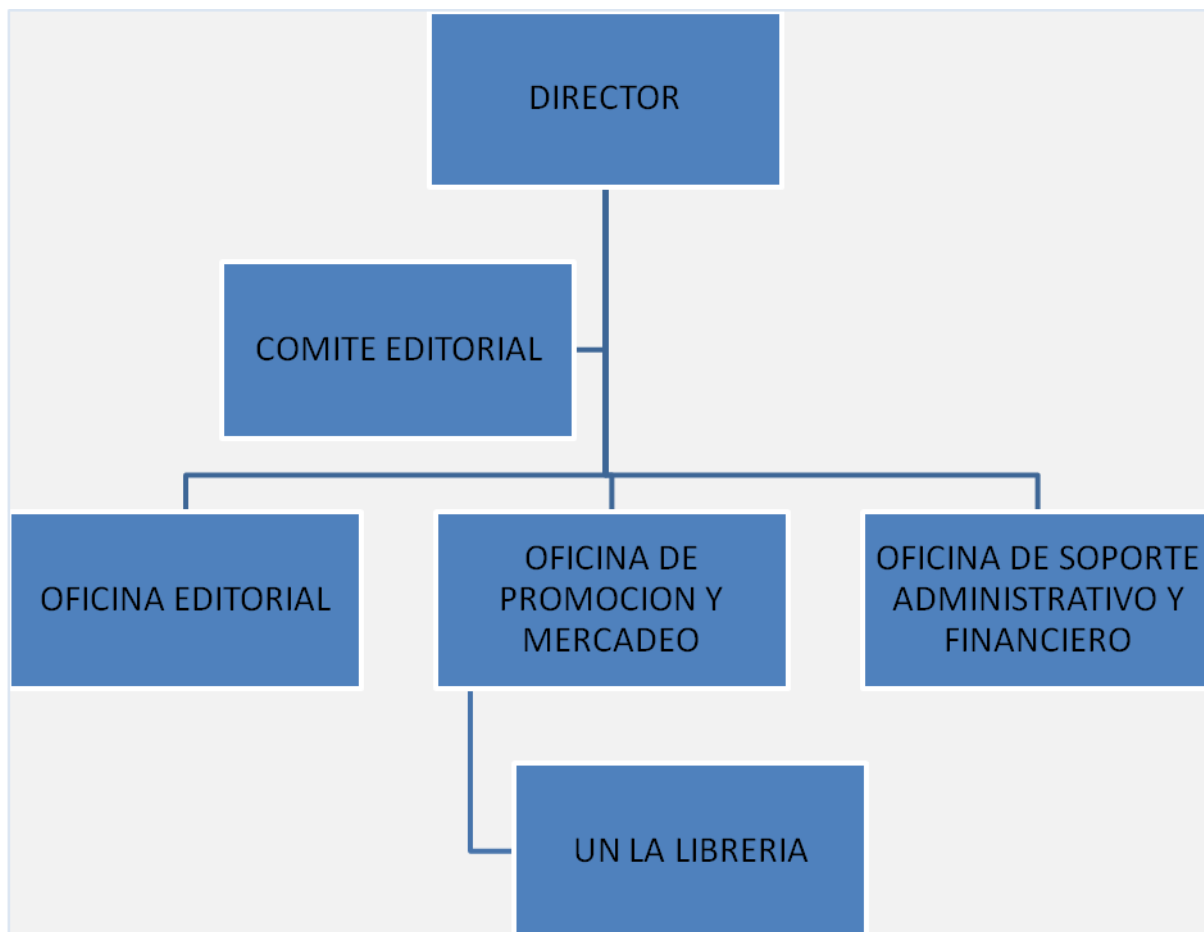 DIRECTOR
COMITE EDITORIAL
OFICINA EDITORIAL
OFICINA DE
PROMOCION Y
MERCADEO
OFICINA DE SOPORTE
ADMINISTRATIVO Y
FINANCIERO
UN LA LIBRERIA